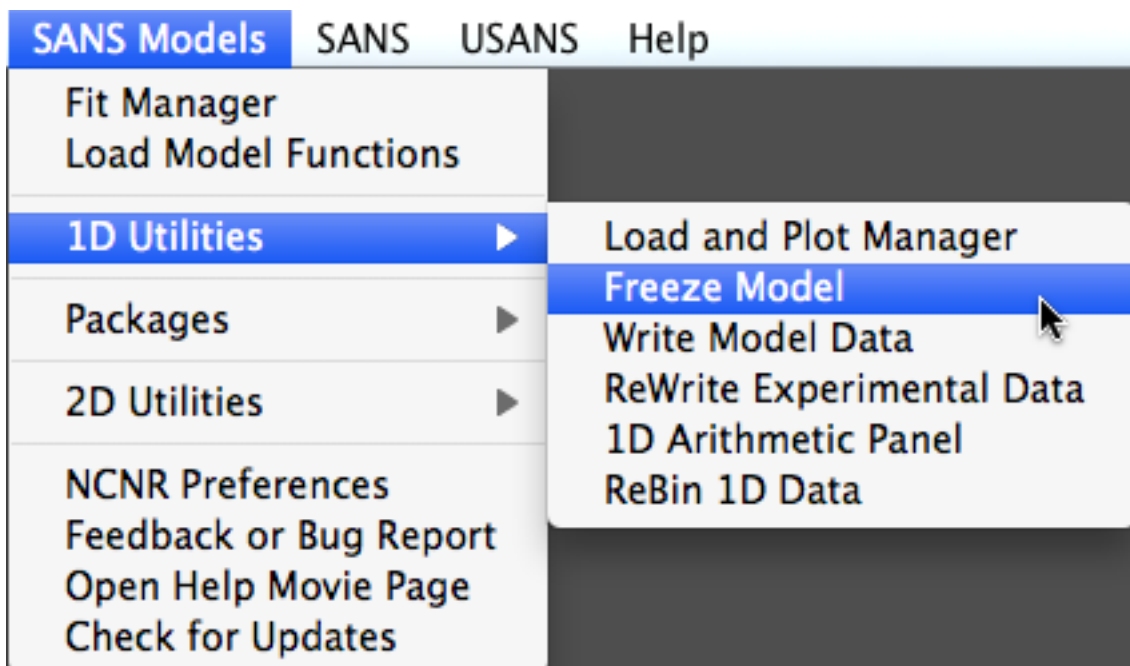 SANS Models SANS USANS Help
Fit Manager
Load Model Functions
1D Utilities
Packages
2D Utilities
NCNR Preferences
Feedback or Bug Report
Open Help Movie Page
Check for Updates
Load and Plot Manager
Freeze Model
Write Model Data
ReWrite Experimental Data
1D Arithmetic Panel
ReBin 1D Data